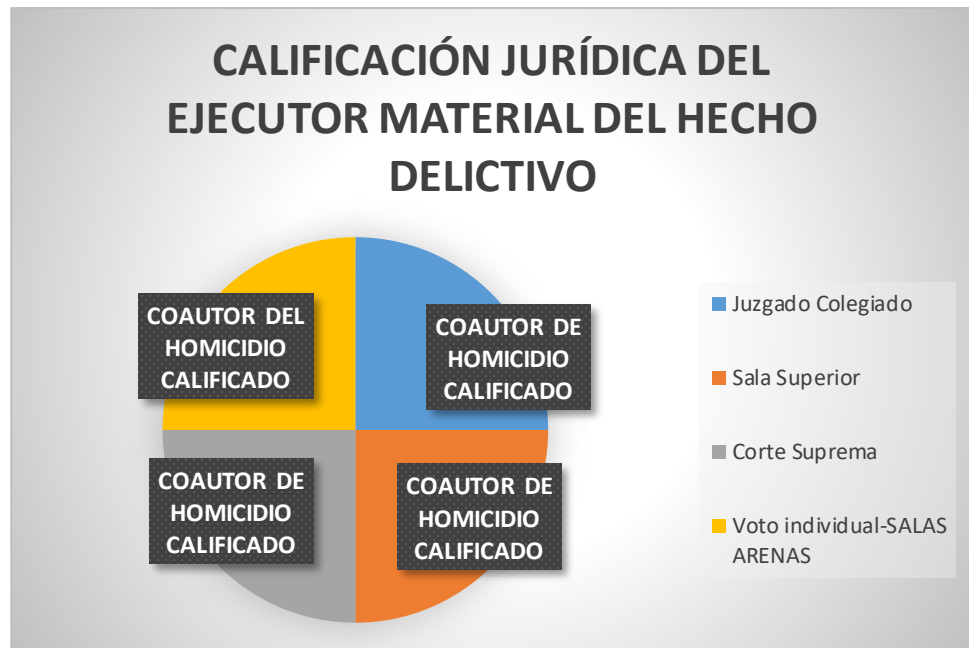 CALIFICACIÓN JURÍDICA DEL
EJECUTOR MATERIAL DEL HECHO
DELICTIVO
COAUTOR DEL
HOMICIDIO
CALIFICADO
COAUTOR DE
HOMICIDIO
CALIFICADO
COAUTOR DE
HOMICIDIO
CALIFICADO
COAUTOR DE
HOMICIDIO
CALIFICADO
Juzgado Colegiado
Sala Superior
Corte Suprema
Voto individual-SALAS
ARENAS